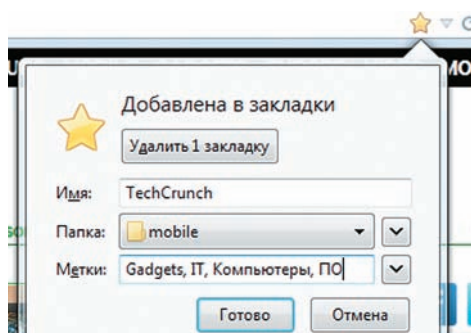 Добавлена в закладки
Удалить 1 закладку
Имя: TechCrunch
Папка: mobile
Метки: Gadgets, IT, Компьютеры, ПО
Готово Отмена